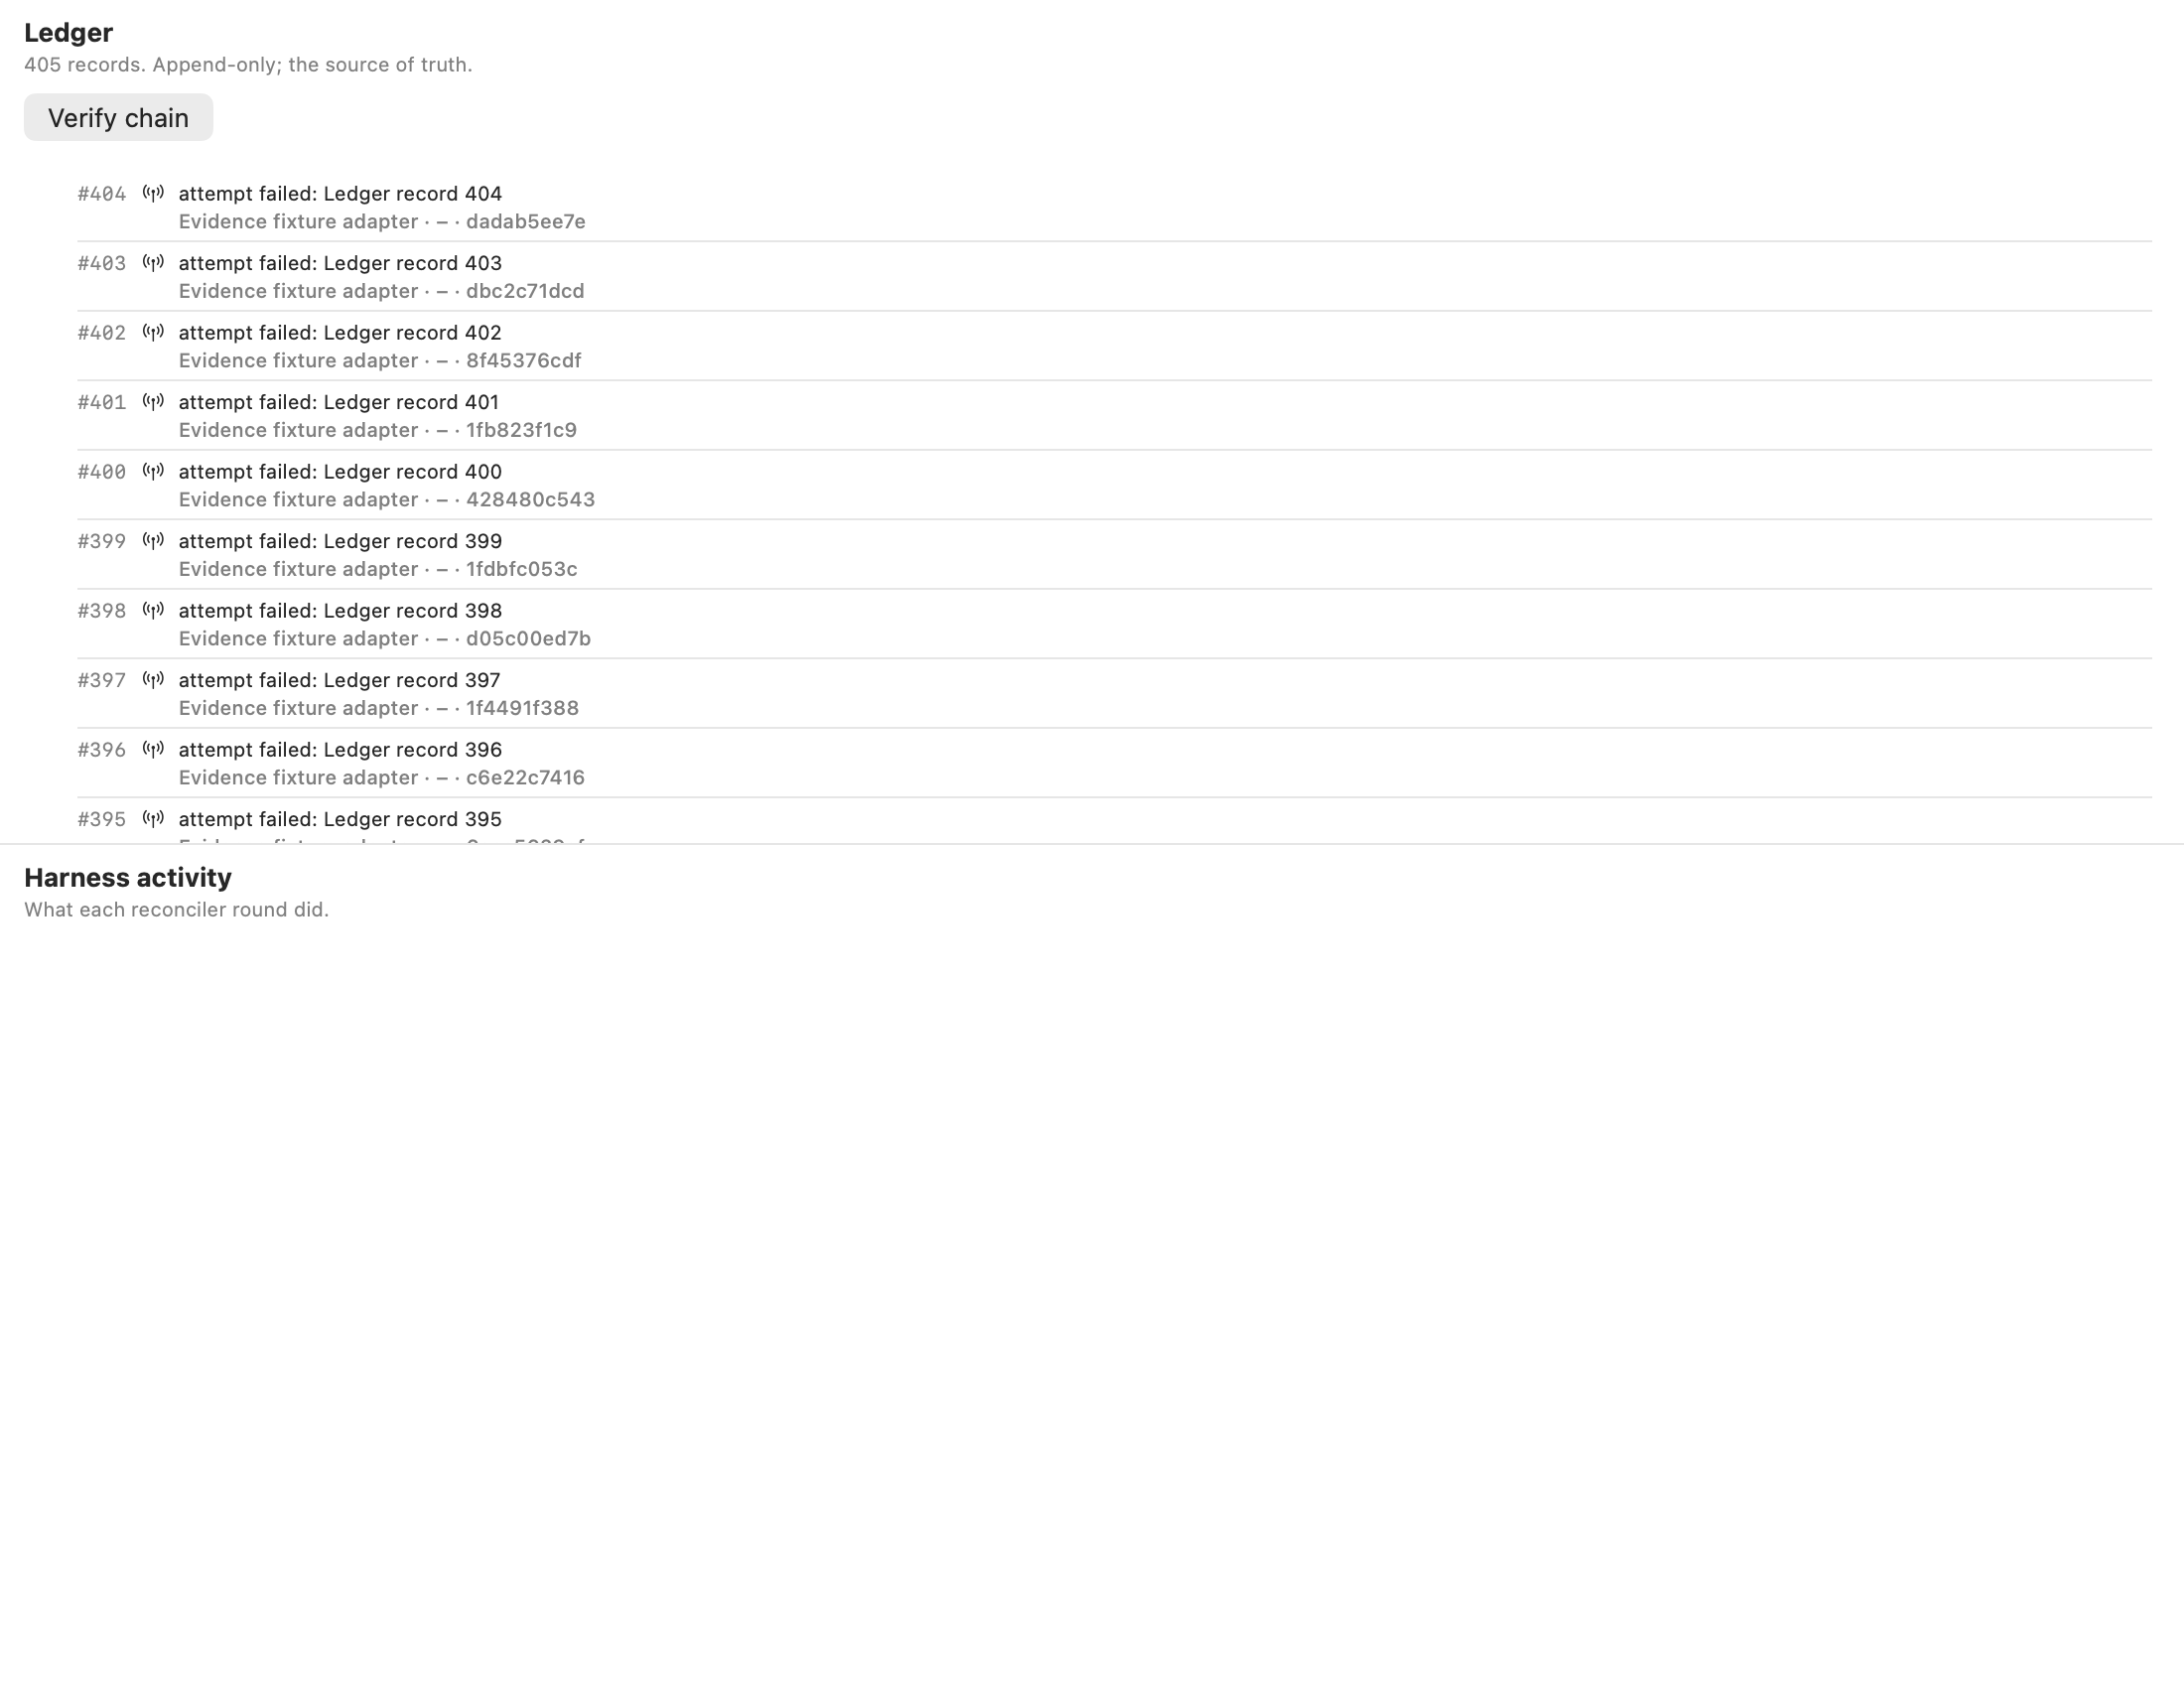 Ledger
405 records. Append-only; the source of truth.
Verify chain
#404 attempt failed: Ledger record 404
Evidence fixture adapter · – · dadab5ee7e
#403 attempt failed: Ledger record 403
Evidence fixture adapter · – · dbc2c71dcd
#402 attempt failed: Ledger record 402
Evidence fixture adapter · – · 8f45376cdf
#401 attempt failed: Ledger record 401
Evidence fixture adapter · – · 1fb823f1c9
#400 attempt failed: Ledger record 400
Evidence fixture adapter · – · 428480c543
#399 attempt failed: Ledger record 399
Evidence fixture adapter · – · 1fdbfc053c
#398 attempt failed: Ledger record 398
Evidence fixture adapter · – · d05c00ed7b
#397 attempt failed: Ledger record 397
Evidence fixture adapter · – · 1f4491f388
#396 attempt failed: Ledger record 396
Evidence fixture adapter · – · c6e22c7416
#395 attempt failed: Ledger record 395
Harness activity
What each reconciler round did.